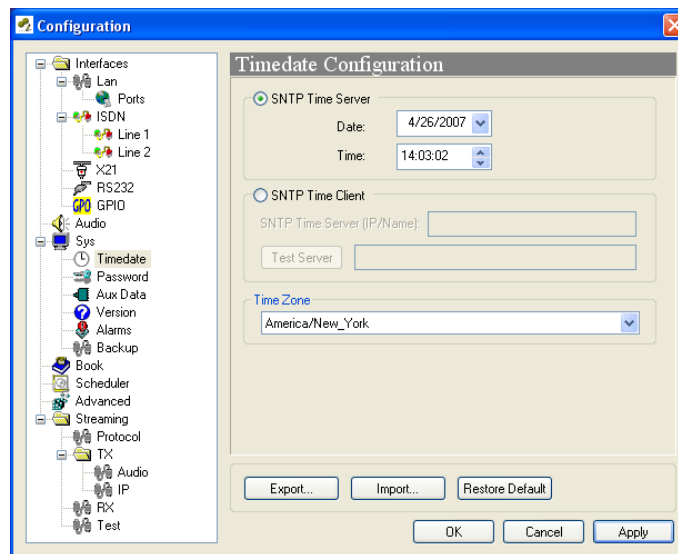 Configuration
Interfaces
Lan
Ports
ISDN
Line 1
Line 2
X21
RS232
GPO GPIO
Audio
Sys
Timedate
Password
Aux Data
Version
Alarms
Backup
Book
Scheduler
Advanced
Streaming
Protocol
TX
Audio
IP
RX
Test
Timedate Configuration
SNTP Time Server
Date: 4/26/2007
Time: 14:03:02
SNTP Time Client
SNTP Time Server (IP/Name):
Test Server
Time Zone
America/New_York
Export... Import... Restore Default
OK Cancel Apply